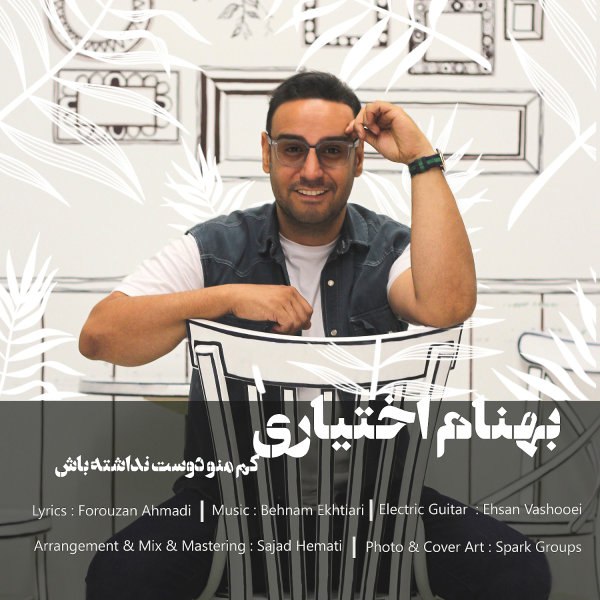 بهنام اختیاری
کم منو دوست نداشته باش
Lyrics : Forouzan Ahmadi | Music : Behnam Ekhtiari | Electric Guitar : Ehsan Vashooei
Arrangement & Mix & Mastering : Sajad Hemati | Photo & Cover Art : Spark Groups